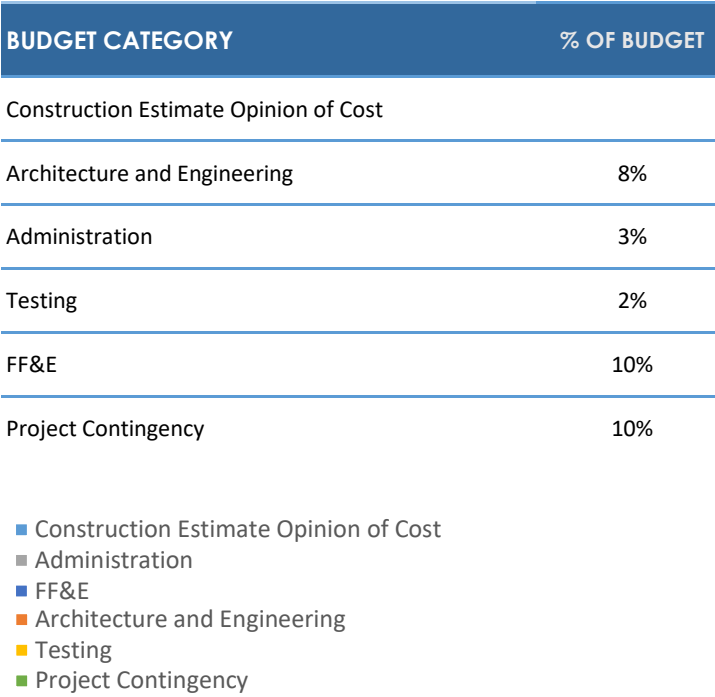 BUDGET CATEGORY % OF BUDGET
Construction Estimate Opinion of Cost
Architecture and Engineering 8%
Administration 3%
Testing 2%
FF&E 10%
Project Contingency 10%
Construction Estimate Opinion of Cost
Administration
FF&E
Architecture and Engineering
Testing
Project Contingency